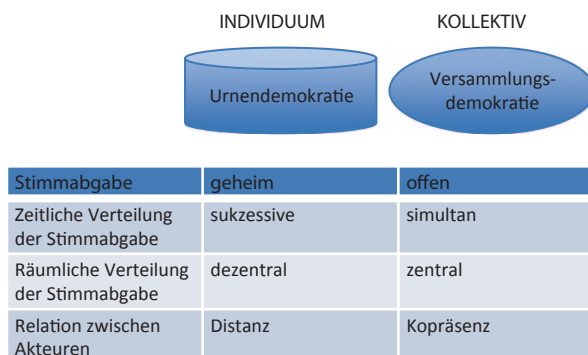 INDIVIDUUM KOLLEKTIV
Urnendemokratie
Versammlungs-
demokratie
Stimmabgabe geheim offen
Zeitliche Verteilung sukzessive simultan
der Stimmabgabe
Räumliche Verteilung dezentral zentral
der Stimmabgabe
Relation zwischen Distanz Kopräsenz
Akteuren